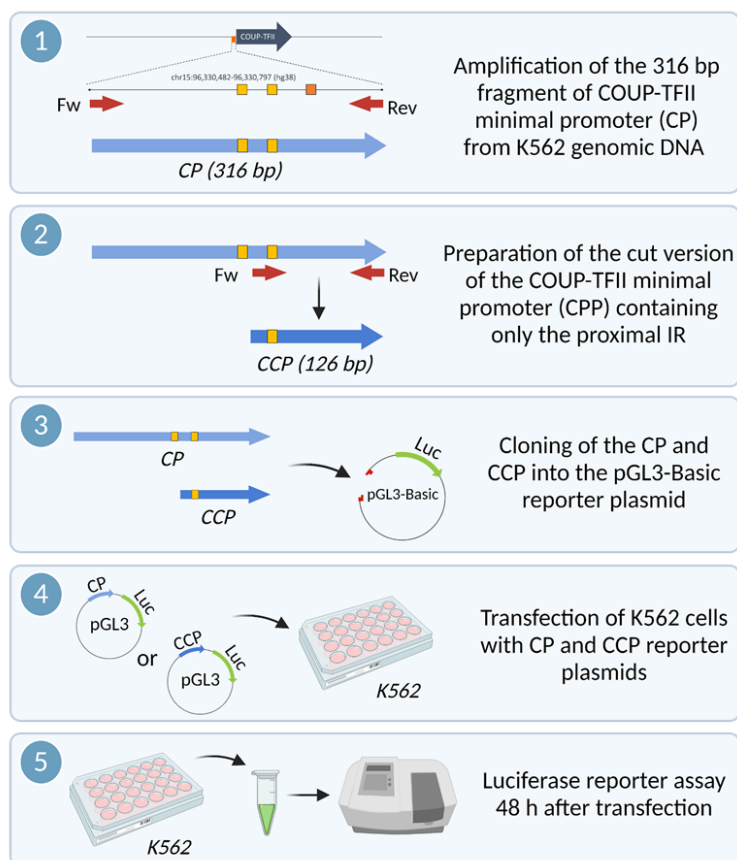 1
COUP-TFII
chr15:96,330,482-96,330,797 (hg38)
Fw
Rev
CP (316 bp)
Amplification of the 316 bp
fragment of COUP-TFII
minimal promoter (CP)
from K562 genomic DNA
2
Fw
Rev
CCP (126 bp)
Preparation of the cut version
of the COUP-TFII minimal
promoter (CPP) containing
only the proximal IR
3
CP
CCP
Luc
pGL3-Basic
Cloning of the CP and
CCP into the pGL3-Basic
reporter plasmid
4
CP
Luc
pGL3
or
CCP
Luc
pGL3
K562
Transfection of K562 cells
with CP and CCP reporter
plasmids
5
K562
Luciferase reporter assay
48 h after transfection